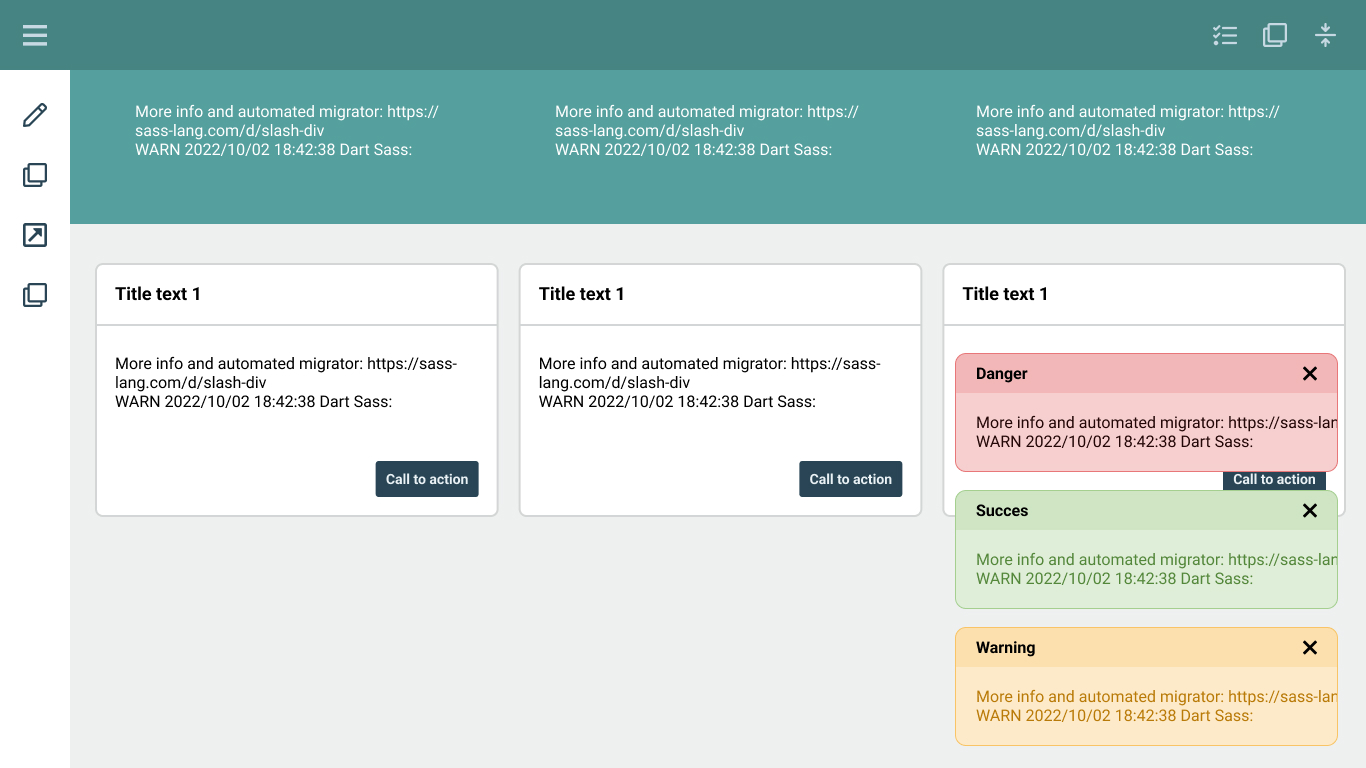 More info and automated migrator: https://
sass-lang.com/d/slash-div
WARN 2022/10/02 18:42:38 Dart Sass:
More info and automated migrator: https://
sass-lang.com/d/slash-div
WARN 2022/10/02 18:42:38 Dart Sass:
More info and automated migrator: https://
sass-lang.com/d/slash-div
WARN 2022/10/02 18:42:38 Dart Sass:
Title text 1
More info and automated migrator: https://sass-
lang.com/d/slash-div
WARN 2022/10/02 18:42:38 Dart Sass:
Call to action
Title text 1
More info and automated migrator: https://sass-
lang.com/d/slash-div
WARN 2022/10/02 18:42:38 Dart Sass:
Call to action
Title text 1
Danger
More info and automated migrator: https://sass-lan
WARN 2022/10/02 18:42:38 Dart Sass:
Call to action
Succes
More info and automated migrator: https://sass-lan
WARN 2022/10/02 18:42:38 Dart Sass:
Warning
More info and automated migrator: https://sass-lan
WARN 2022/10/02 18:42:38 Dart Sass: